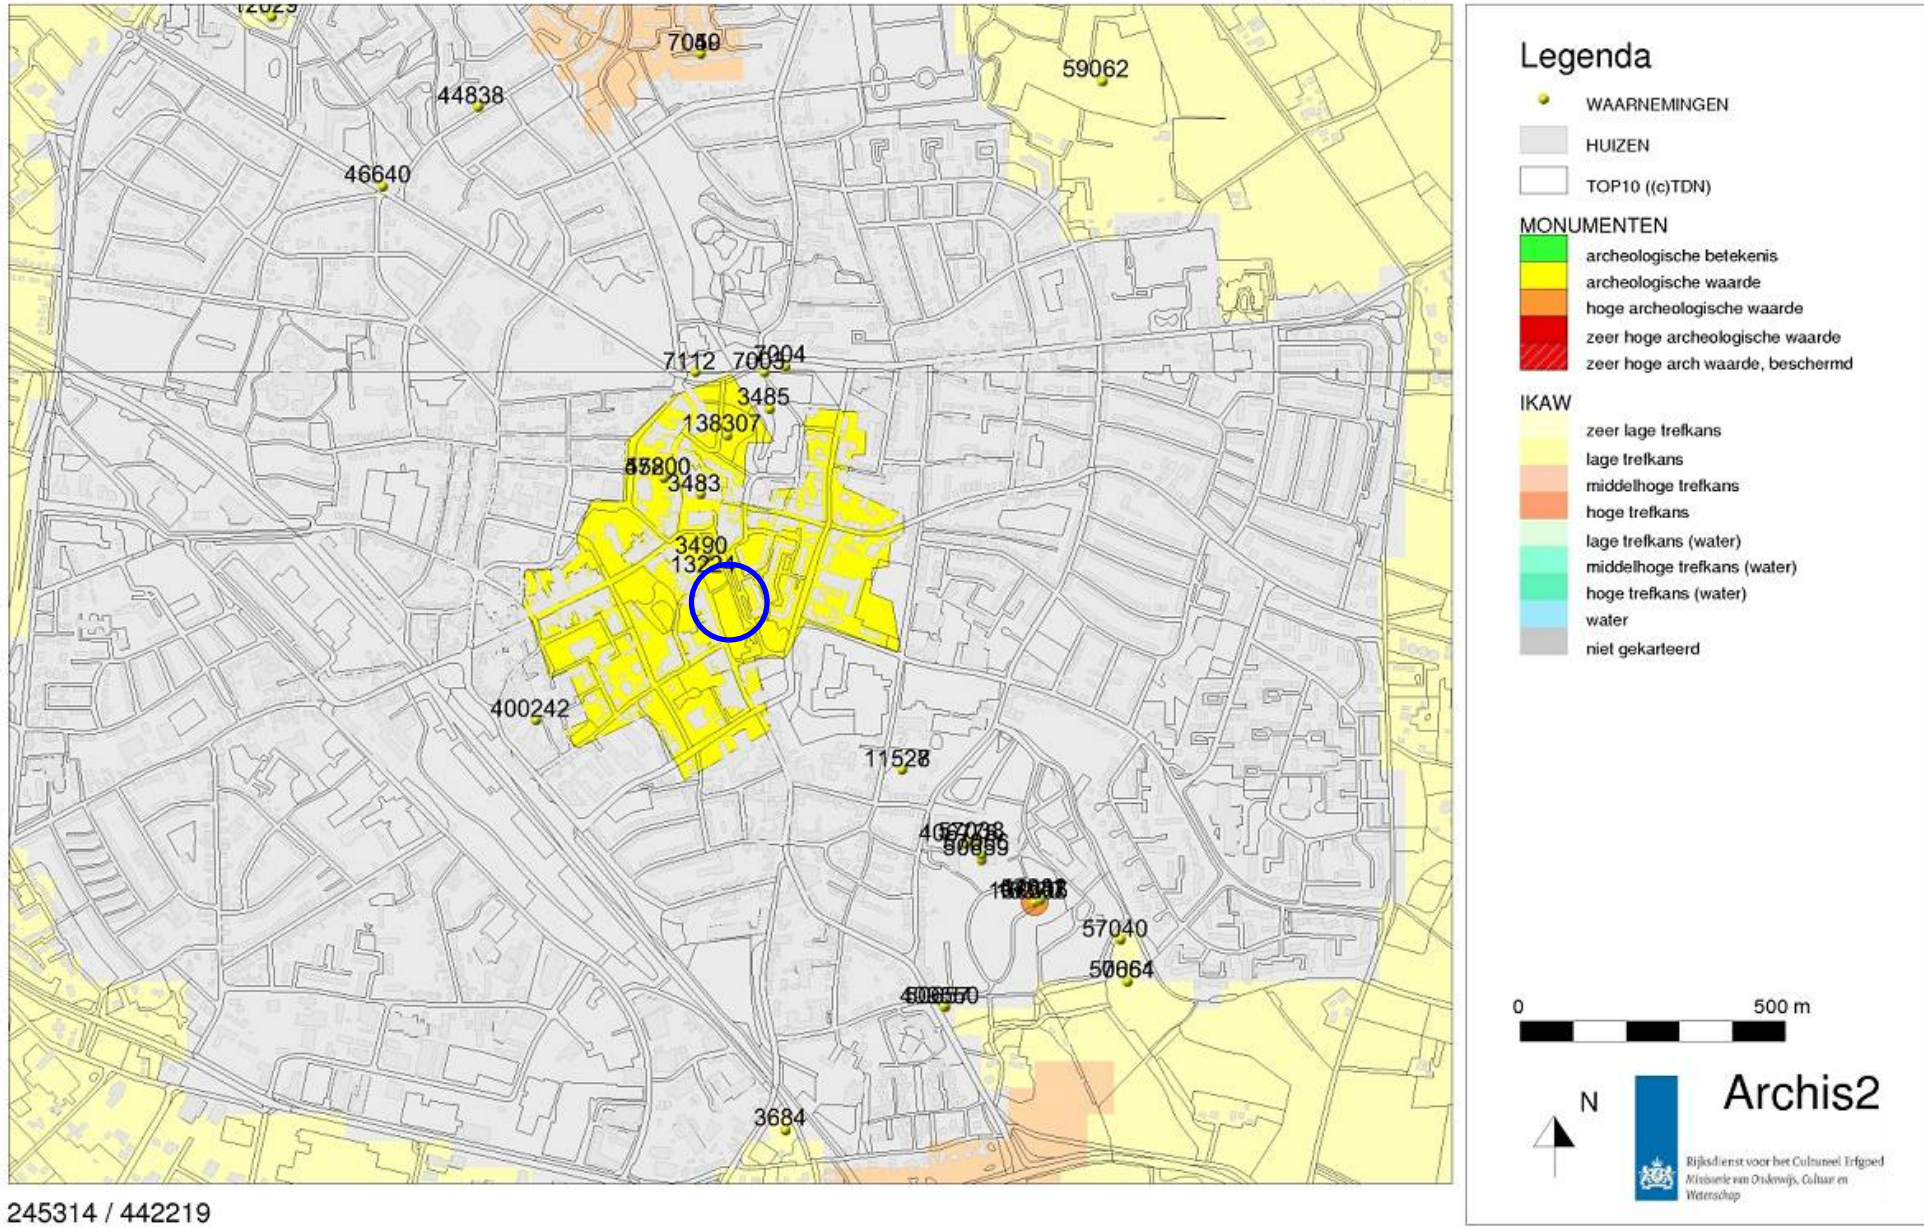 59062
44838
46640
7112
7004
3485
138307
3483
3490
13224
400242
11527
57040
3684
245314 / 442219
Legenda
WAARNEMINGEN
HUIZEN
TOP10 ((c)TDN)
MONUMENTEN
archeologische betekenis
archeologische waarde
hoge archeologische waarde
zeer hoge archeologische waarde
zeer hoge arch waarde, beschermd
IKAW
zeer lage trefkans
lage trefkans
middelhoge trefkans
hoge trefkans
lage trefkans (water)
middelhoge trefkans (water)
hoge trefkans (water)
water
niet gekarteerd
0 500 m
N
Archis2
Rijksdienst voor het Cultureel Erfgoed
Ministerie van Onderwijs, Cultuur en
Wetenschap